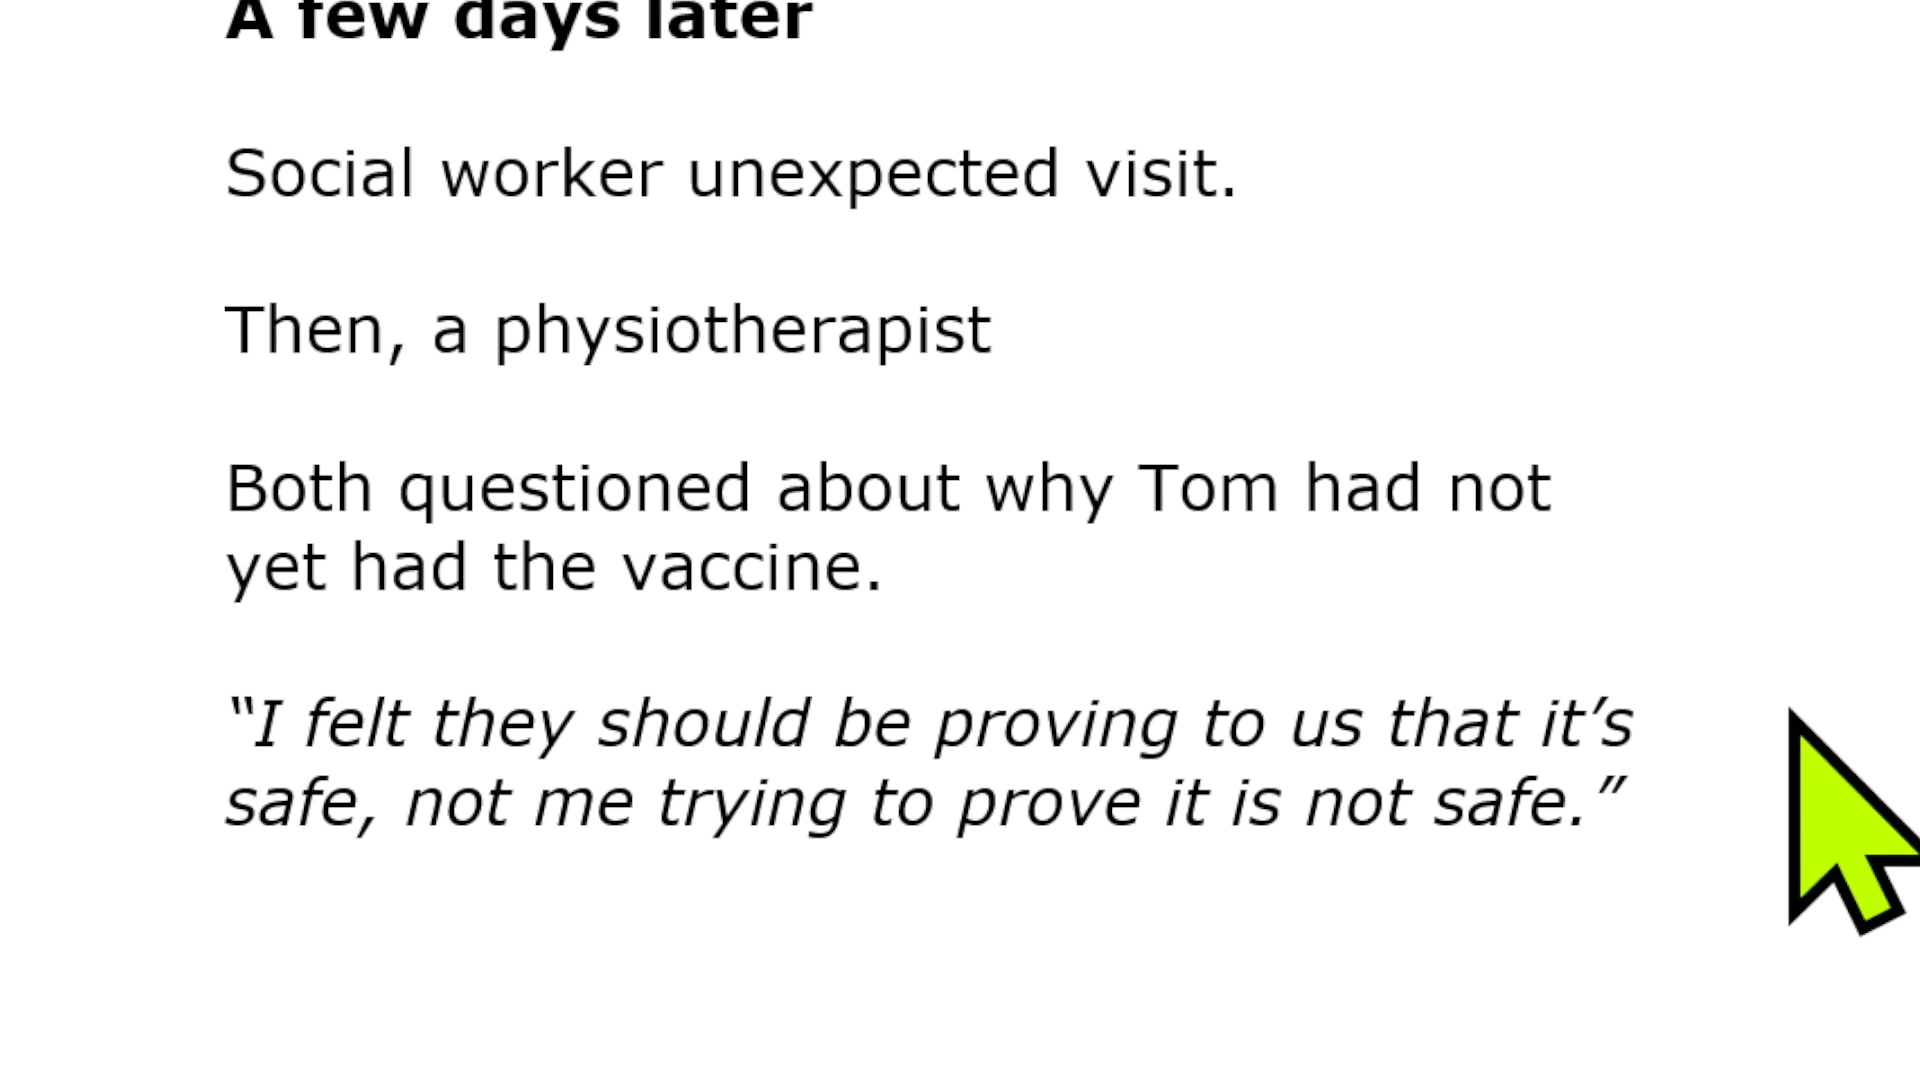 A few days later
Social worker unexpected visit.
Then, a physiotherapist
Both questioned about why Tom had not
yet had the vaccine.
“I felt they should be proving to us that it’s
safe, not me trying to prove it is not safe.”